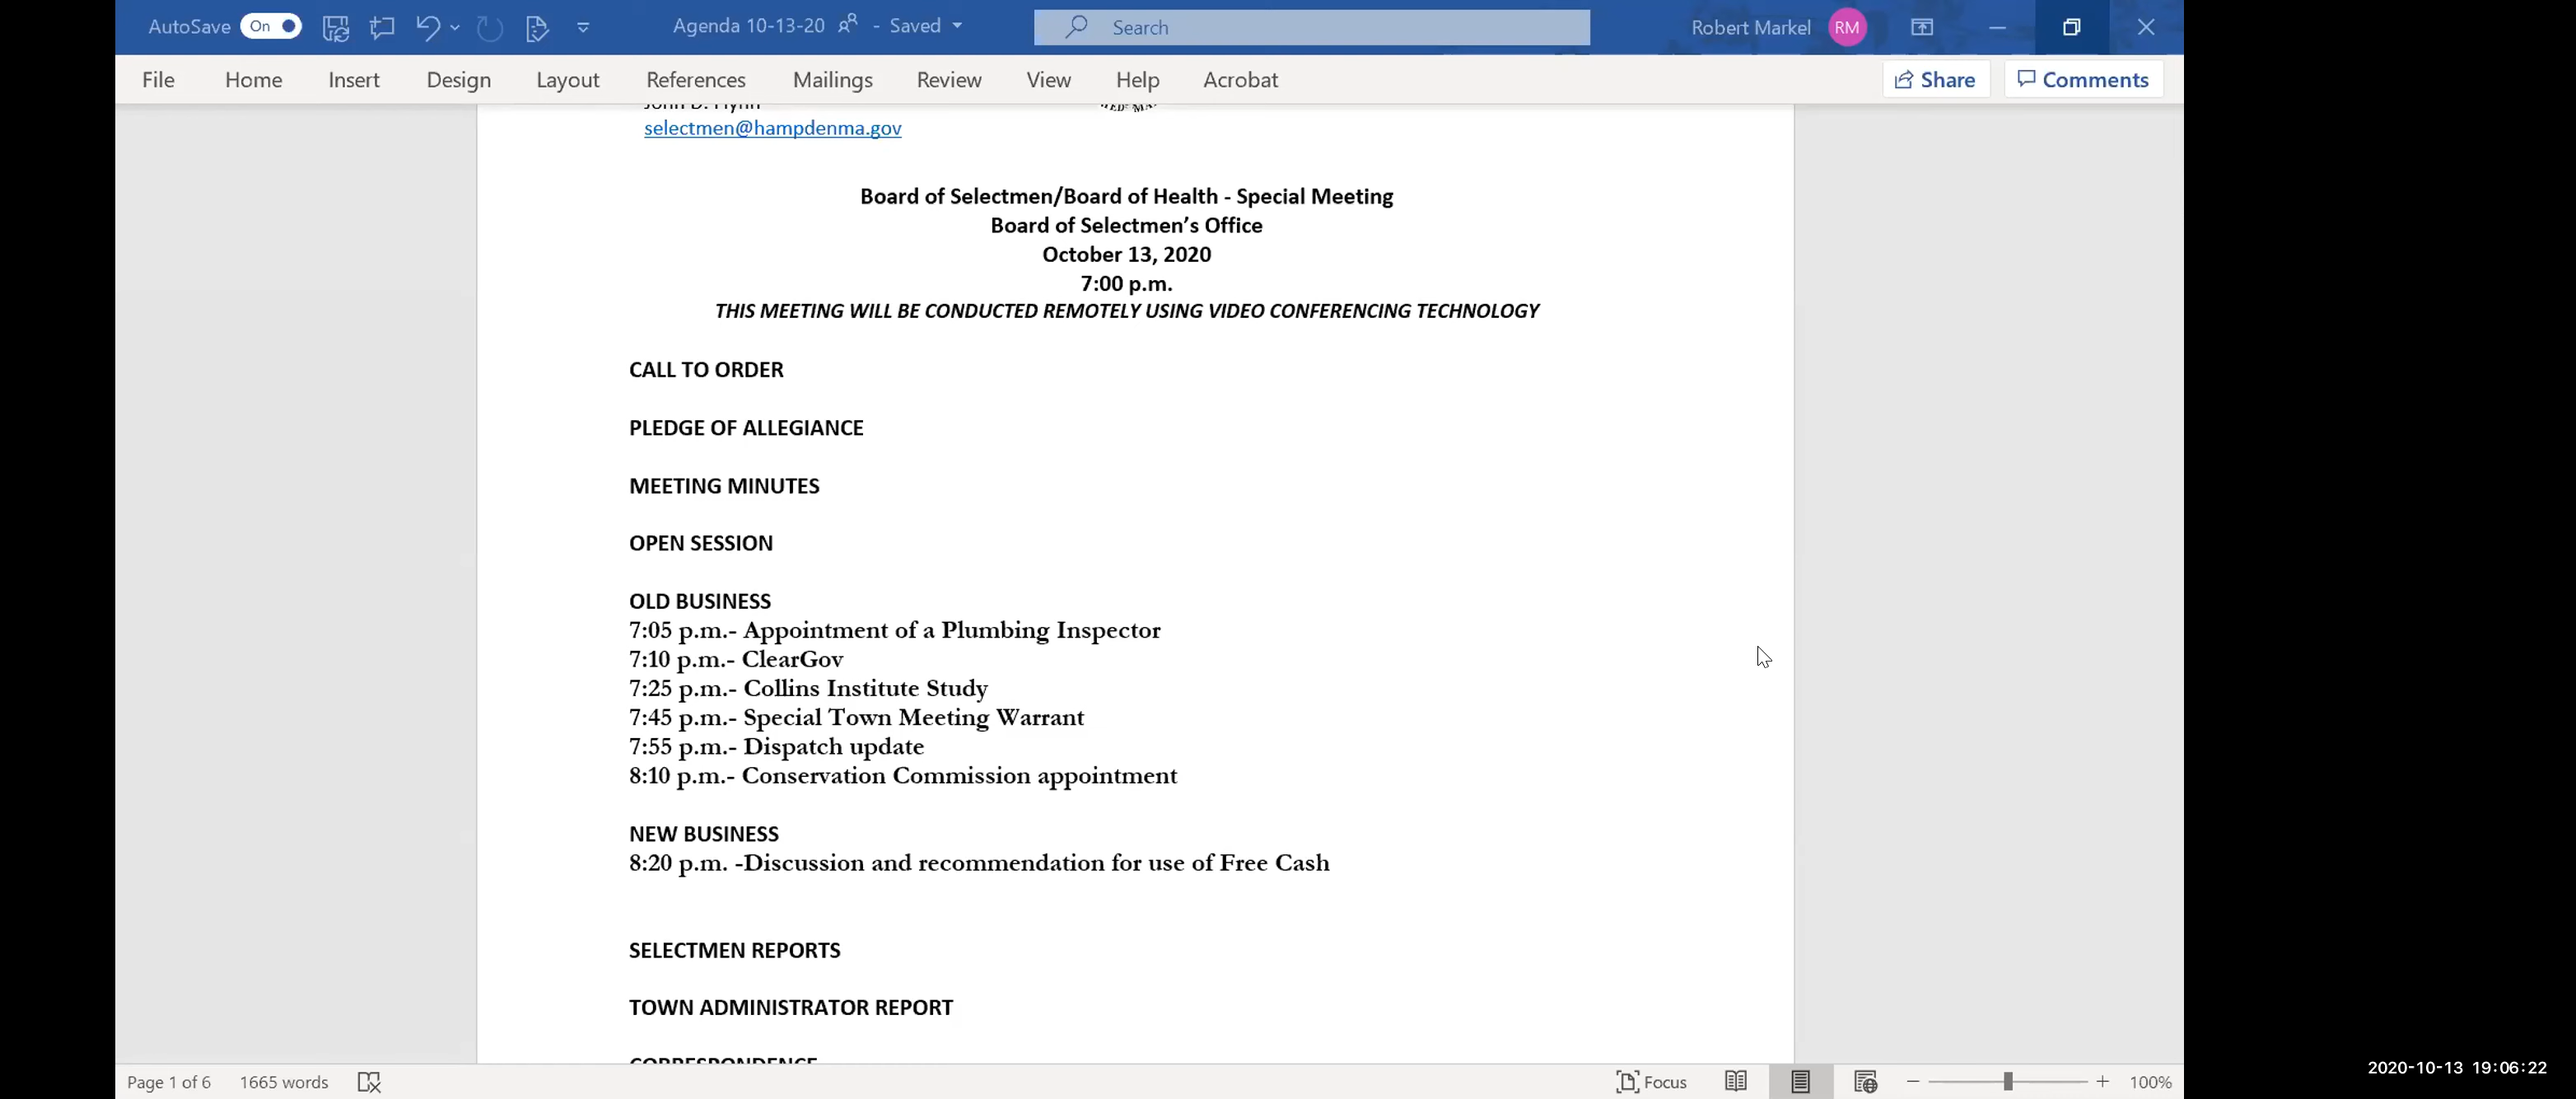 AutoSave On Agenda 10-13-20 - Saved Search Robert Markel RM
File Home Insert Design Layout References Mailings Review View Help Acrobat Share Comments
John D. Flynn
selectmen@hampdenma.gov
Board of Selectmen/Board of Health - Special Meeting
Board of Selectmen’s Office
October 13, 2020
7:00 p.m.
THIS MEETING WILL BE CONDUCTED REMOTELY USING VIDEO CONFERENCING TECHNOLOGY
CALL TO ORDER
PLEDGE OF ALLEGIANCE
MEETING MINUTES
OPEN SESSION
OLD BUSINESS
7:05 p.m.- Appointment of a Plumbing Inspector
7:10 p.m.- ClearGov
7:25 p.m.- Collins Institute Study
7:45 p.m.- Special Town Meeting Warrant
7:55 p.m.- Dispatch update
8:10 p.m.- Conservation Commission appointment
NEW BUSINESS
8:20 p.m. -Discussion and recommendation for use of Free Cash
SELECTMEN REPORTS
TOWN ADMINISTRATOR REPORT
CORRESPONDENCE
Page 1 of 6 1665 words Focus 100%
2020-10-13 19:06:22